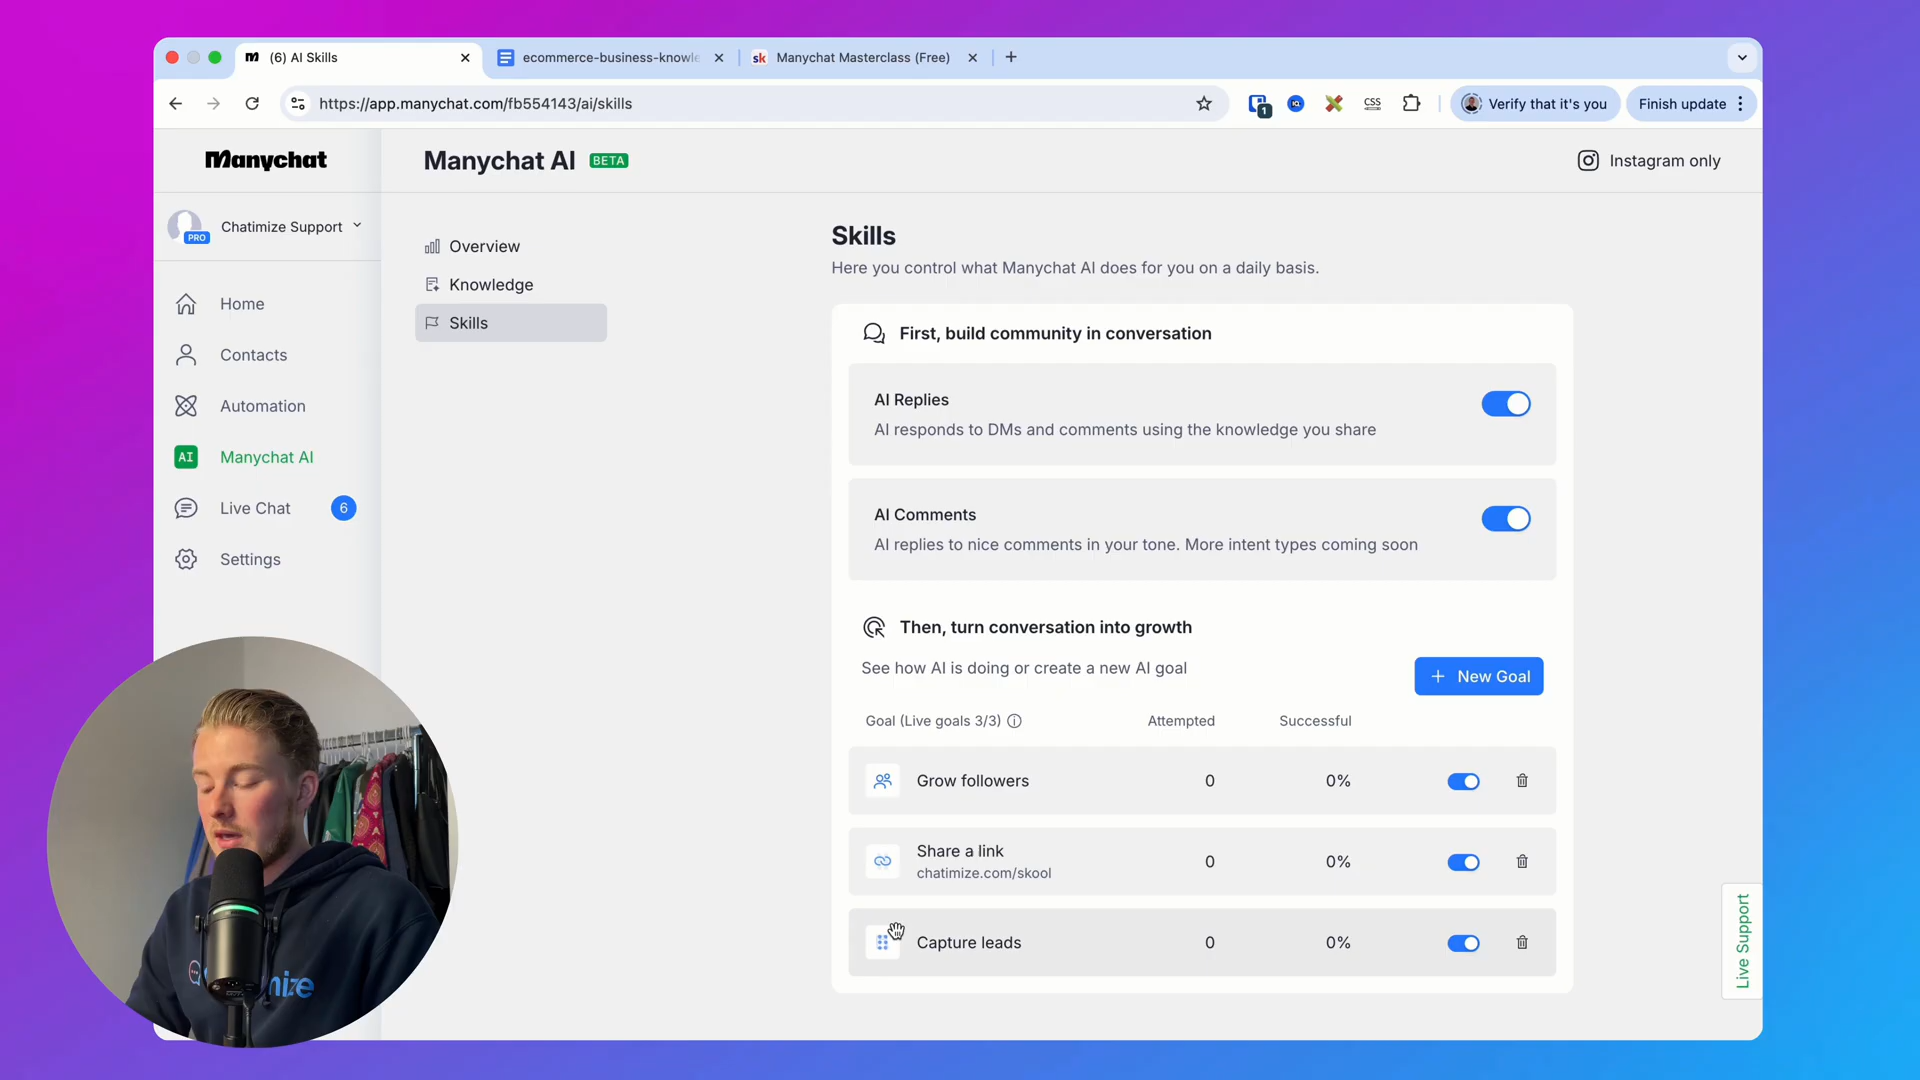 (6) AI Skills
ecommerce-business-knowle
sk
Manychat Masterclass (Free)
https://app.manychat.com/fb554143/ai/skills
1
CSS
Verify that it's you
Finish update
Manychat
Manychat AI
BETA
Instagram only
PRO
Chatimize Support
Home
Contacts
Automation
AI
Manychat AI
Live Chat
6
Settings
Overview
Knowledge
Skills
Skills
Here you control what Manychat AI does for you on a daily basis.
First, build community in conversation
AI Replies
AI responds to DMs and comments using the knowledge you share
AI Comments
AI replies to nice comments in your tone. More intent types coming soon
Then, turn conversation into growth
See how AI is doing or create a new AI goal
+ New Goal
Goal (Live goals 3/3)
Attempted
Successful
Grow followers
0
0%
Share a link
chatimize.com/skool
0
0%
Capture leads
0
0%
Live Support